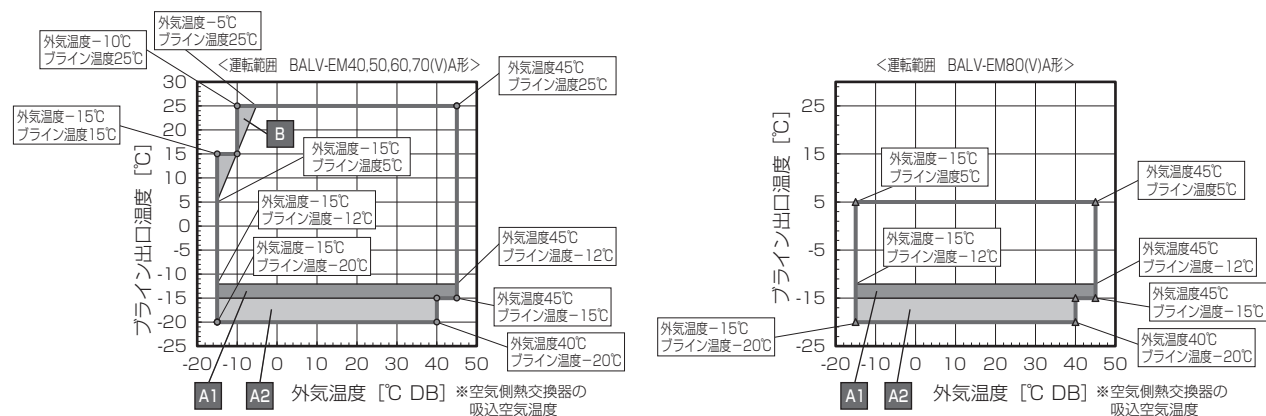 <運転範囲　BALV-EM40,50,60,70(V)A形>
外気温度−5℃
ブライン温度25℃
外気温度−10℃
ブライン温度25℃
外気温度45℃
ブライン温度25℃
外気温度−15℃
ブライン温度15℃
B
外気温度−15℃
ブライン温度5℃
外気温度−15℃
ブライン温度−12℃
外気温度−15℃
ブライン温度−20℃
外気温度45℃
ブライン温度−12℃
外気温度45℃
ブライン温度−15℃
外気温度40℃
ブライン温度−20℃
ブライン出口温度［℃］
30
25
20
15
10
5
0
-5
-10
-15
-20
-25
-20 -10 0 10 20 30 40 50
A1 A2 外気温度［℃ DB］ ※空気側熱交換器の
吸込空気温度
<運転範囲　BALV-EM80(V)A形>
外気温度−15℃
ブライン温度5℃
外気温度45℃
ブライン温度5℃
外気温度−15℃
ブライン温度−12℃
外気温度45℃
ブライン温度−12℃
外気温度45℃
ブライン温度−15℃
外気温度−15℃
ブライン温度−20℃
外気温度40℃
ブライン温度−20℃
ブライン出口温度［℃］
25
15
5
-5
-15
-25
-20 -10 0 10 20 30 40 50
A1 A2 外気温度［℃ DB］ ※空気側熱交換器の
吸込空気温度